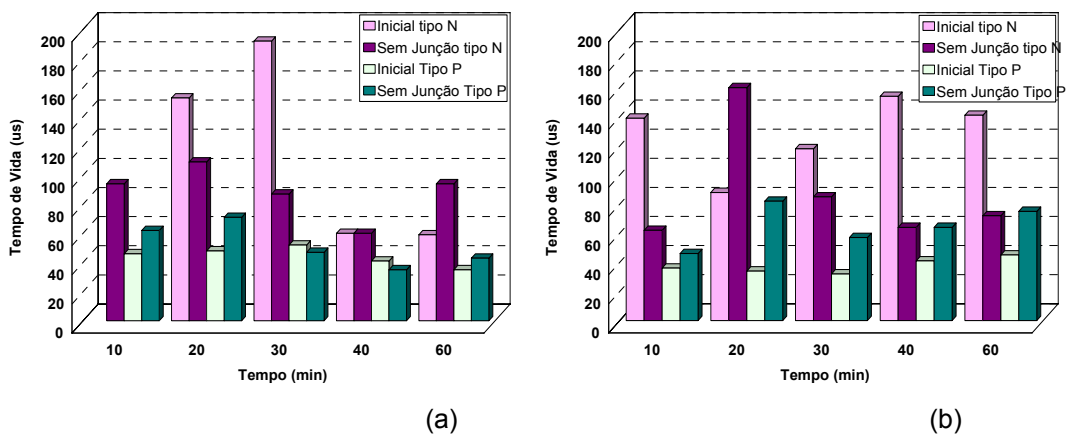 Inicial tipo N
Sem Junção tipo N
Inicial Tipo P
Sem Junção Tipo P
200
180
160
140
120
100
80
60
40
20
0
Tempo de Vida (us)
10 20 30 40 60
Tempo (min)
(a)
Inicial tipo N
Sem Junção tipo N
Inicial Tipo P
Sem Junção Tipo P
200
180
160
140
120
100
80
60
40
20
0
Tempo de Vida (us)
10 20 30 40 60
Tempo (min)
(b)